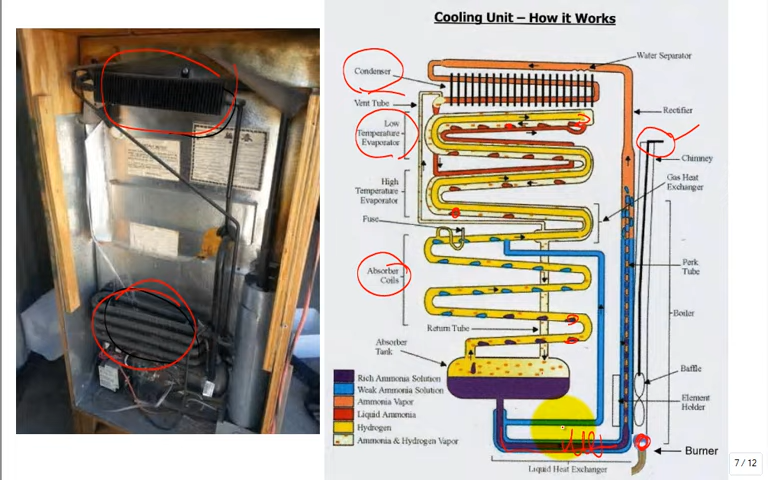 Cooling Unit – How it Works
Water Separator
Condenser
Vent Tube
Rectifier
Low
Temperature
Evaporator
Chimney
High
Temperature
Evaporator
Gas Heat
Exchanger
Fuse
Absorber
Coils
Perk
Tube
Boiler
Return Tube
Absorber
Tank
Baffle
Rich Ammonia Solution
Weak Ammonia Solution
Ammonia Vapor
Liquid Ammonia
Hydrogen
Ammonia & Hydrogen Vapor
Element
Holder
Burner
Liquid Heat Exchanger
7 / 12